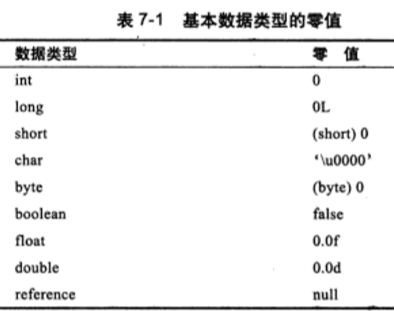 表 7-1 基本数据类型的零值
数据类型 零 值
int 0
long 0L
short (short) 0
char ‘\u0000’
byte (byte) 0
boolean false
float 0.0f
double 0.0d
reference null